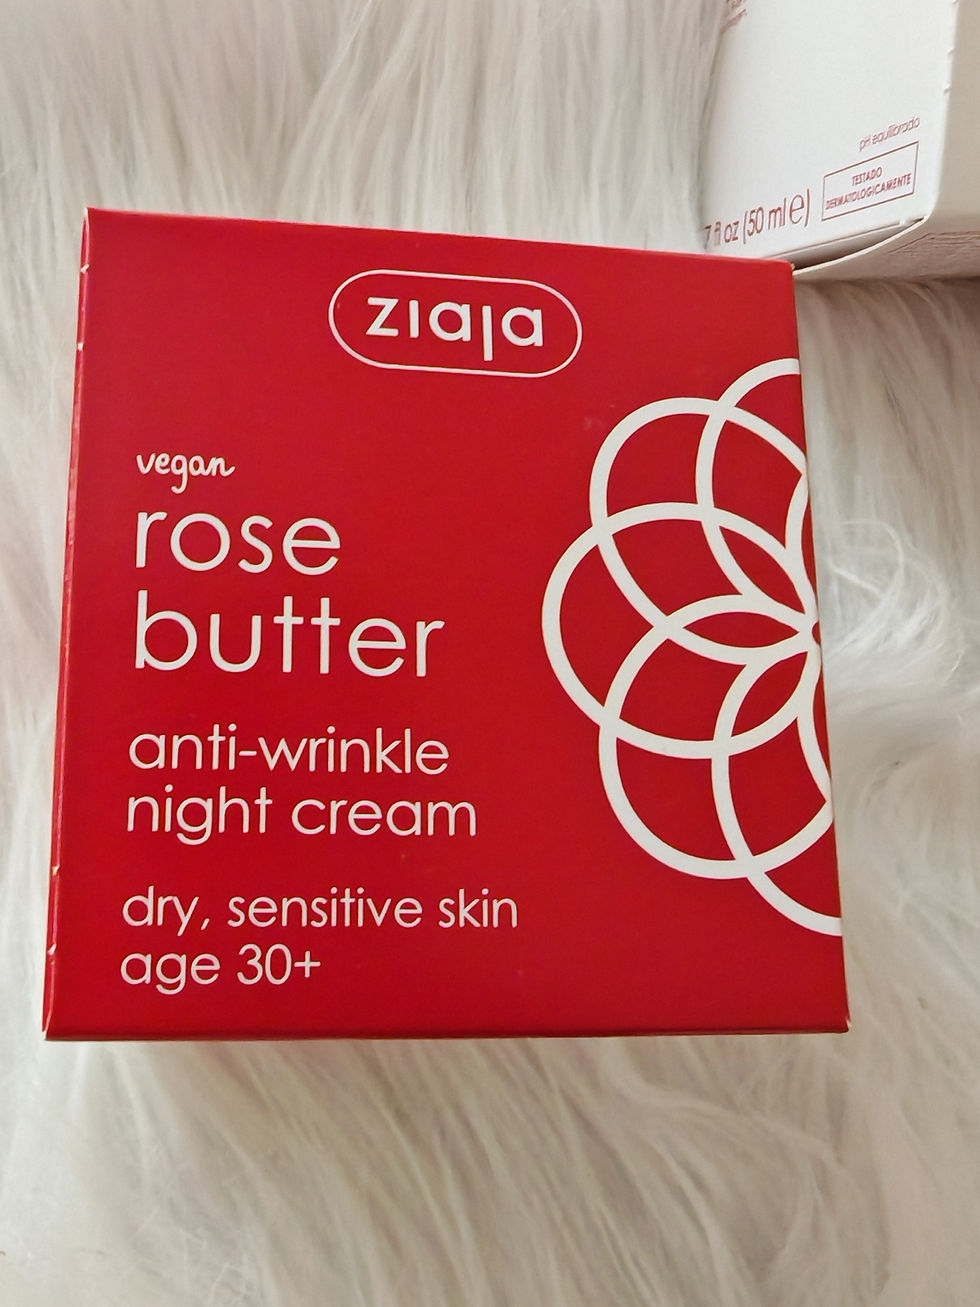 pH equilibrado
TESTADO
DERMATOLOGICAMENTE
7 fl oz (50 ml ℮)
ziaja
vegan
rose
butter
anti-wrinkle
night cream
dry, sensitive skin
age 30+